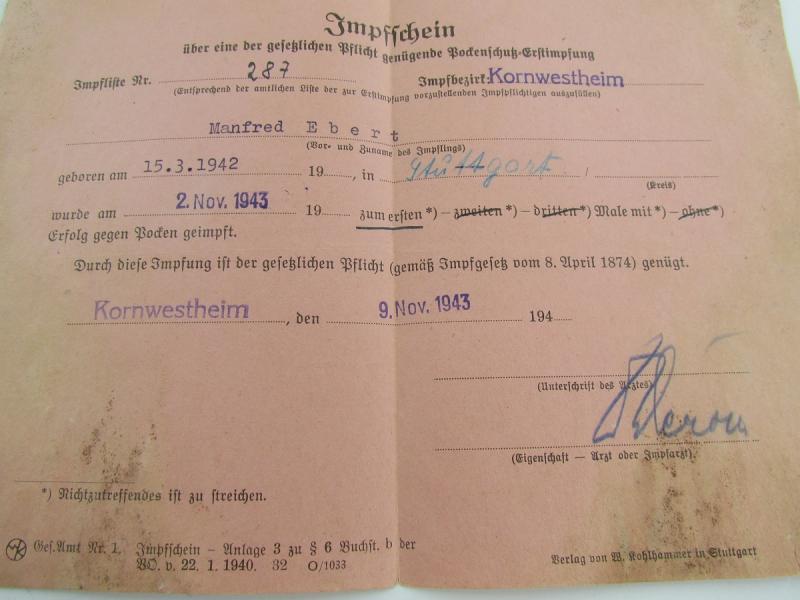 Impfschein
über eine der gesetzlichen Pflicht genügende Pockenschutz-Erstimpfung
Impfliste Nr. 287 Impfbezirk: Kornwestheim
(Entsprechend der amtlichen Liste der zur Erstimpfung vorzustellenden Impfpflichtigen auszufüllen)
Manfred Ebert
(Vor- und Zuname des Impflings)
geboren am 15.3.1942 19 , in Stuttgart ,
(Kreis)
wurde am 2. Nov. 1943 19 zum ersten *) – zweiten *) – dritten *) Male mit *) – ohne *)
Erfolg gegen Pocken geimpft.
Durch diese Impfung ist der gesetzlichen Pflicht (gemäß Impfgesetz vom 8. April 1874) genügt.
Kornwestheim , den 9. Nov. 1943 194
(Unterschrift des Arztes)
(Eigenschaft – Arzt oder Impfarzt).
*) Nichtzutreffendes ist zu streichen.
Ges. Amt Nr. 1. Impfschein – Anlage 3 zu § 6 Buchst. b der
VO. v. 22. 1. 1940. 32 O/1033
Verlag von W. Kohlhammer in Stuttgart